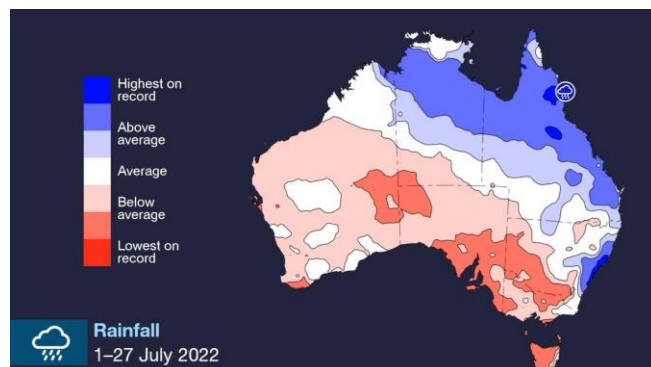 Highest on
record
Above
average
Average
Below
average
Lowest on
record
Rainfall
1–27 July 2022